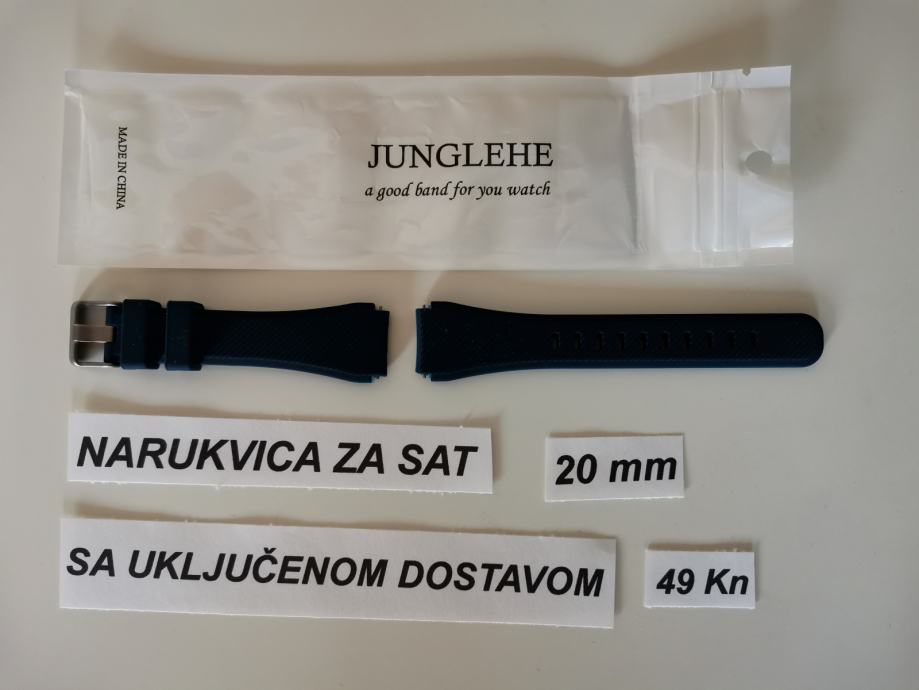 MADE IN CHINA
JUNGLEHE
a good band for you watch
NARUKVICA ZA SAT
20 mm
SA UKLJUČENOM DOSTAVOM
49 Kn